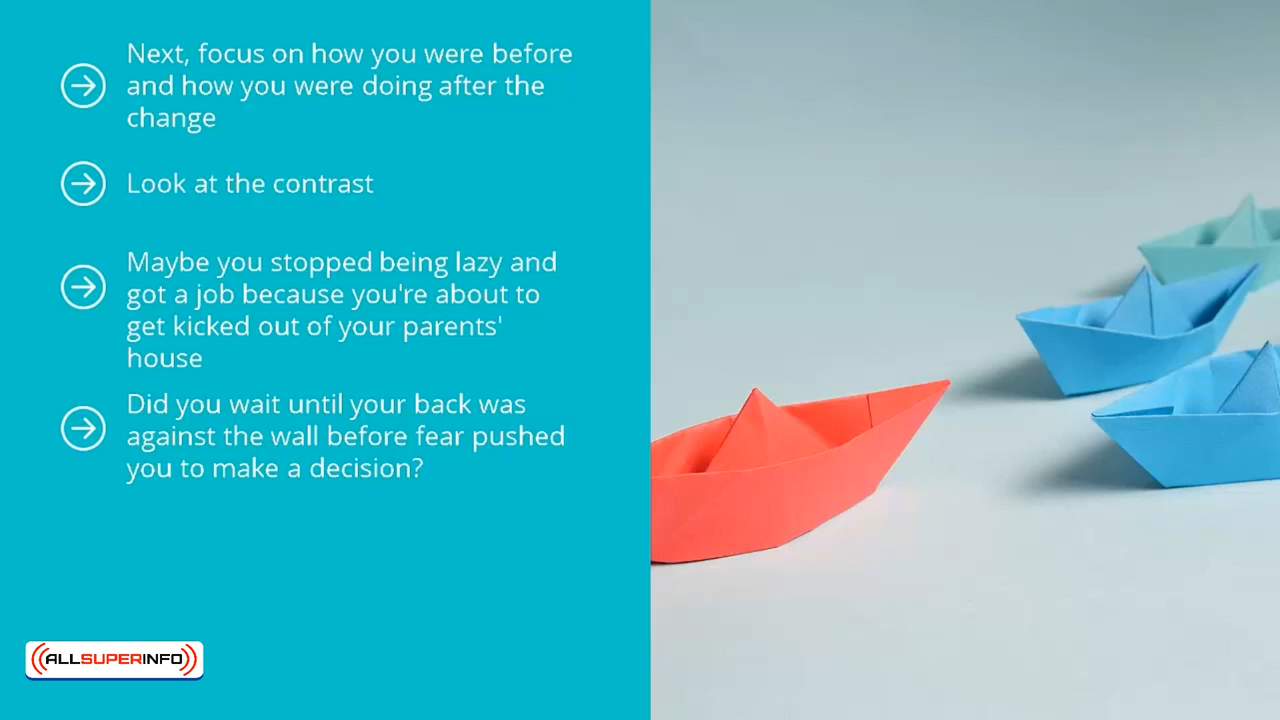 Next, focus on how you were before
and how you were doing after the
change
Look at the contrast
Maybe you stopped being lazy and
got a job because you're about to
get kicked out of your parents'
house
Did you wait until your back was
against the wall before fear pushed
you to make a decision?
ALLSUPERINFO